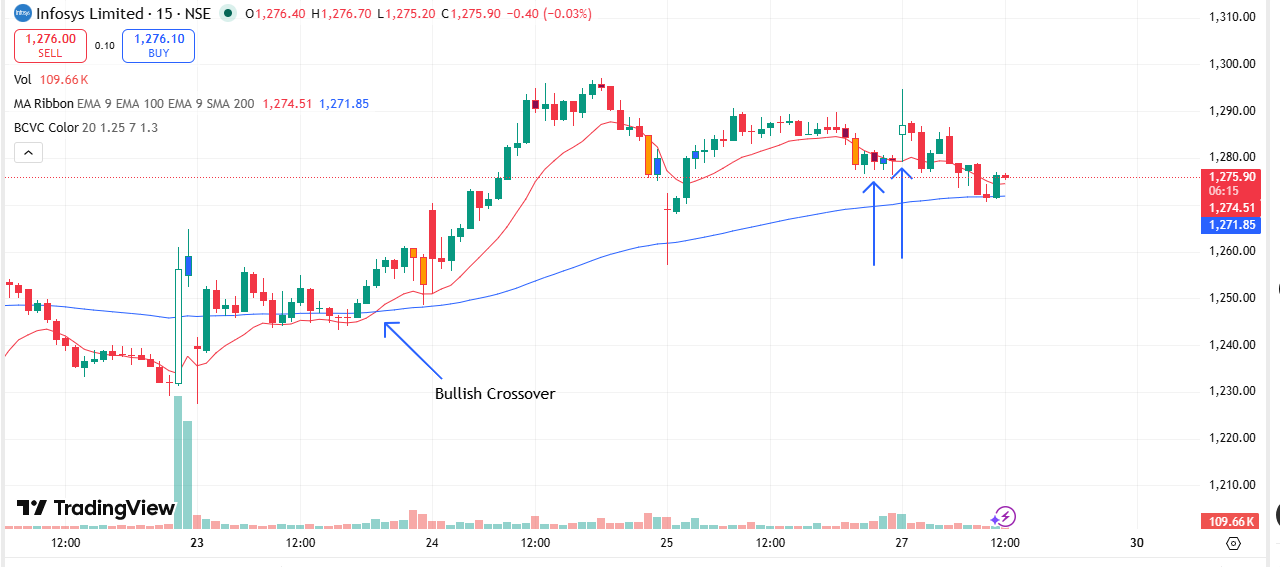 Infosys Limited · 15 · NSE O1,276.40 H1,276.70 L1,275.20 C1,275.90 −0.40 (−0.03%)
1,276.00 SELL 0.10 1,276.10 BUY
Vol 109.66 K
MA Ribbon EMA 9 EMA 100 EMA 9 SMA 200 1,274.51 1,271.85
BCVC Color 20 1.25 7 1.3
1,310.00
1,300.00
1,290.00
1,280.00
1,275.90
06:15
1,274.51
1,271.85
1,260.00
1,250.00
1,240.00
1,230.00
1,220.00
1,210.00
109.66 K
Bullish Crossover
TradingView
12:00 23 12:00 24 12:00 25 12:00 27 12:00 30